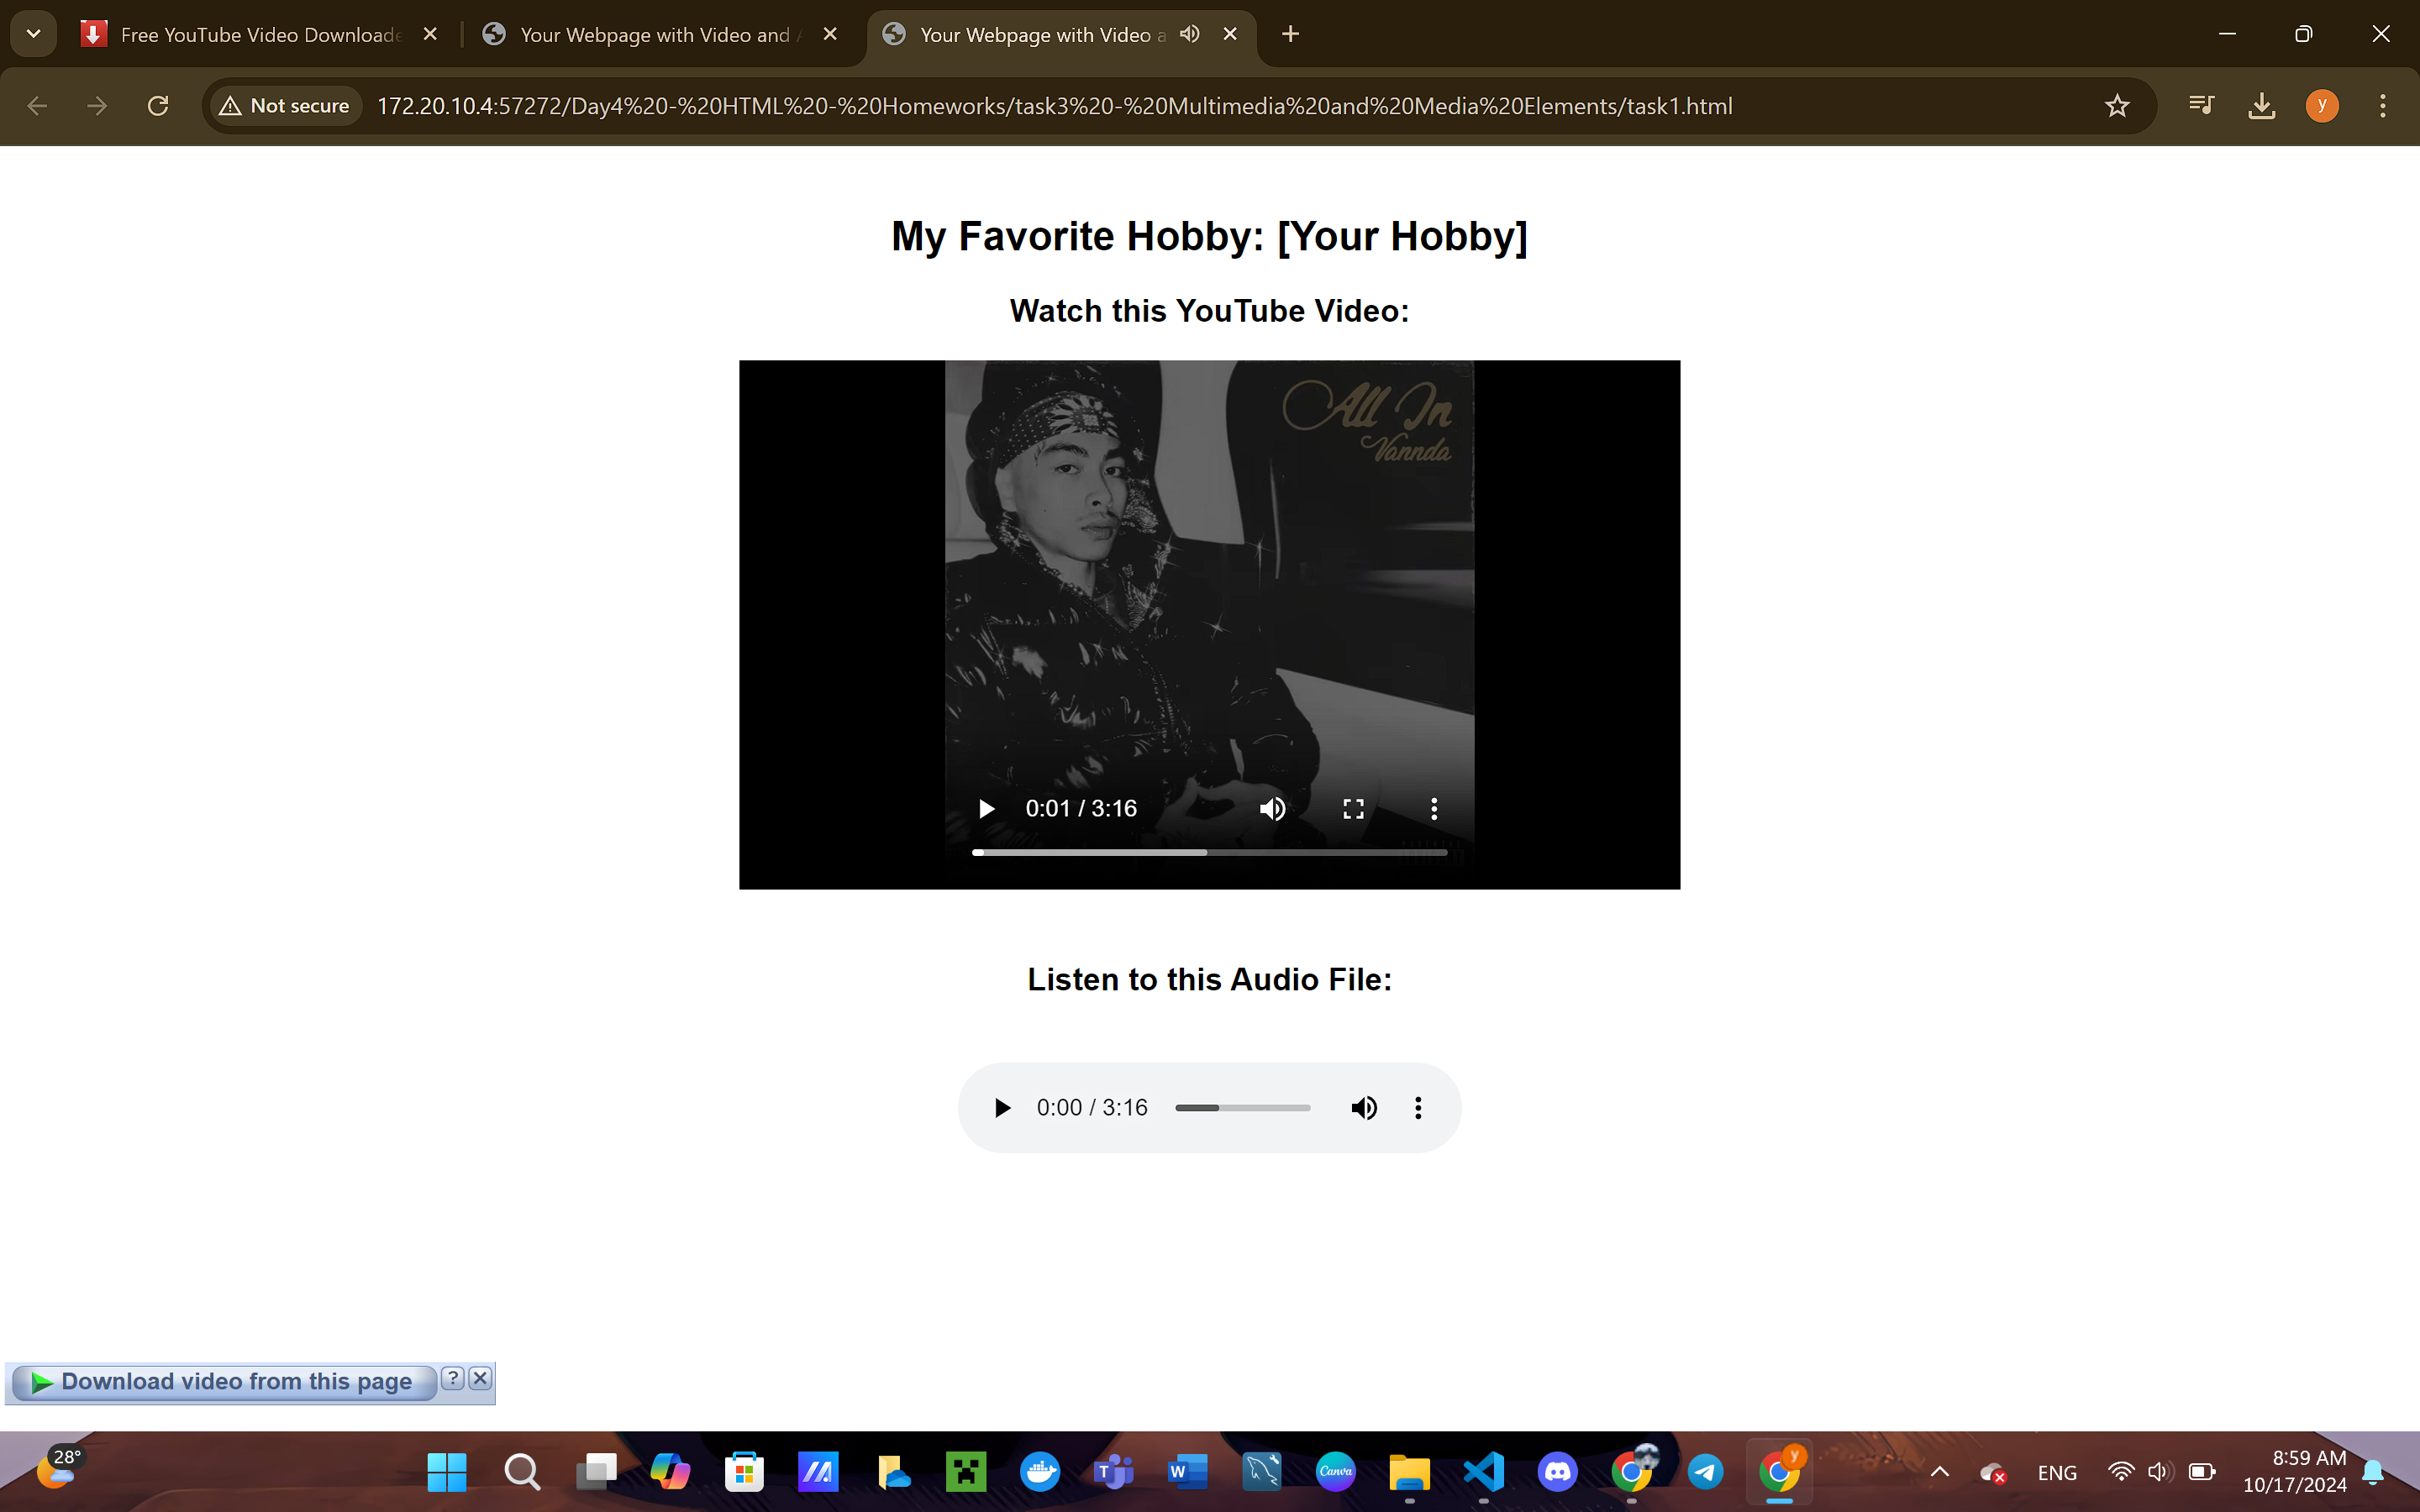 Free YouTube Video Downloade
Your Webpage with Video and
Your Webpage with Video a
Not secure
172.20.10.4:57272/Day4%20-%20HTML%20-%20Homeworks/task3%20-%20Multimedia%20and%20Media%20Elements/task1.html
y
My Favorite Hobby: [Your Hobby]
Watch this YouTube Video:
All In
Vannda
0:01 / 3:16
Listen to this Audio File:
0:00 / 3:16
Download video from this page
?
28°
T
W
Canva
y
ENG
8:59 AM
10/17/2024